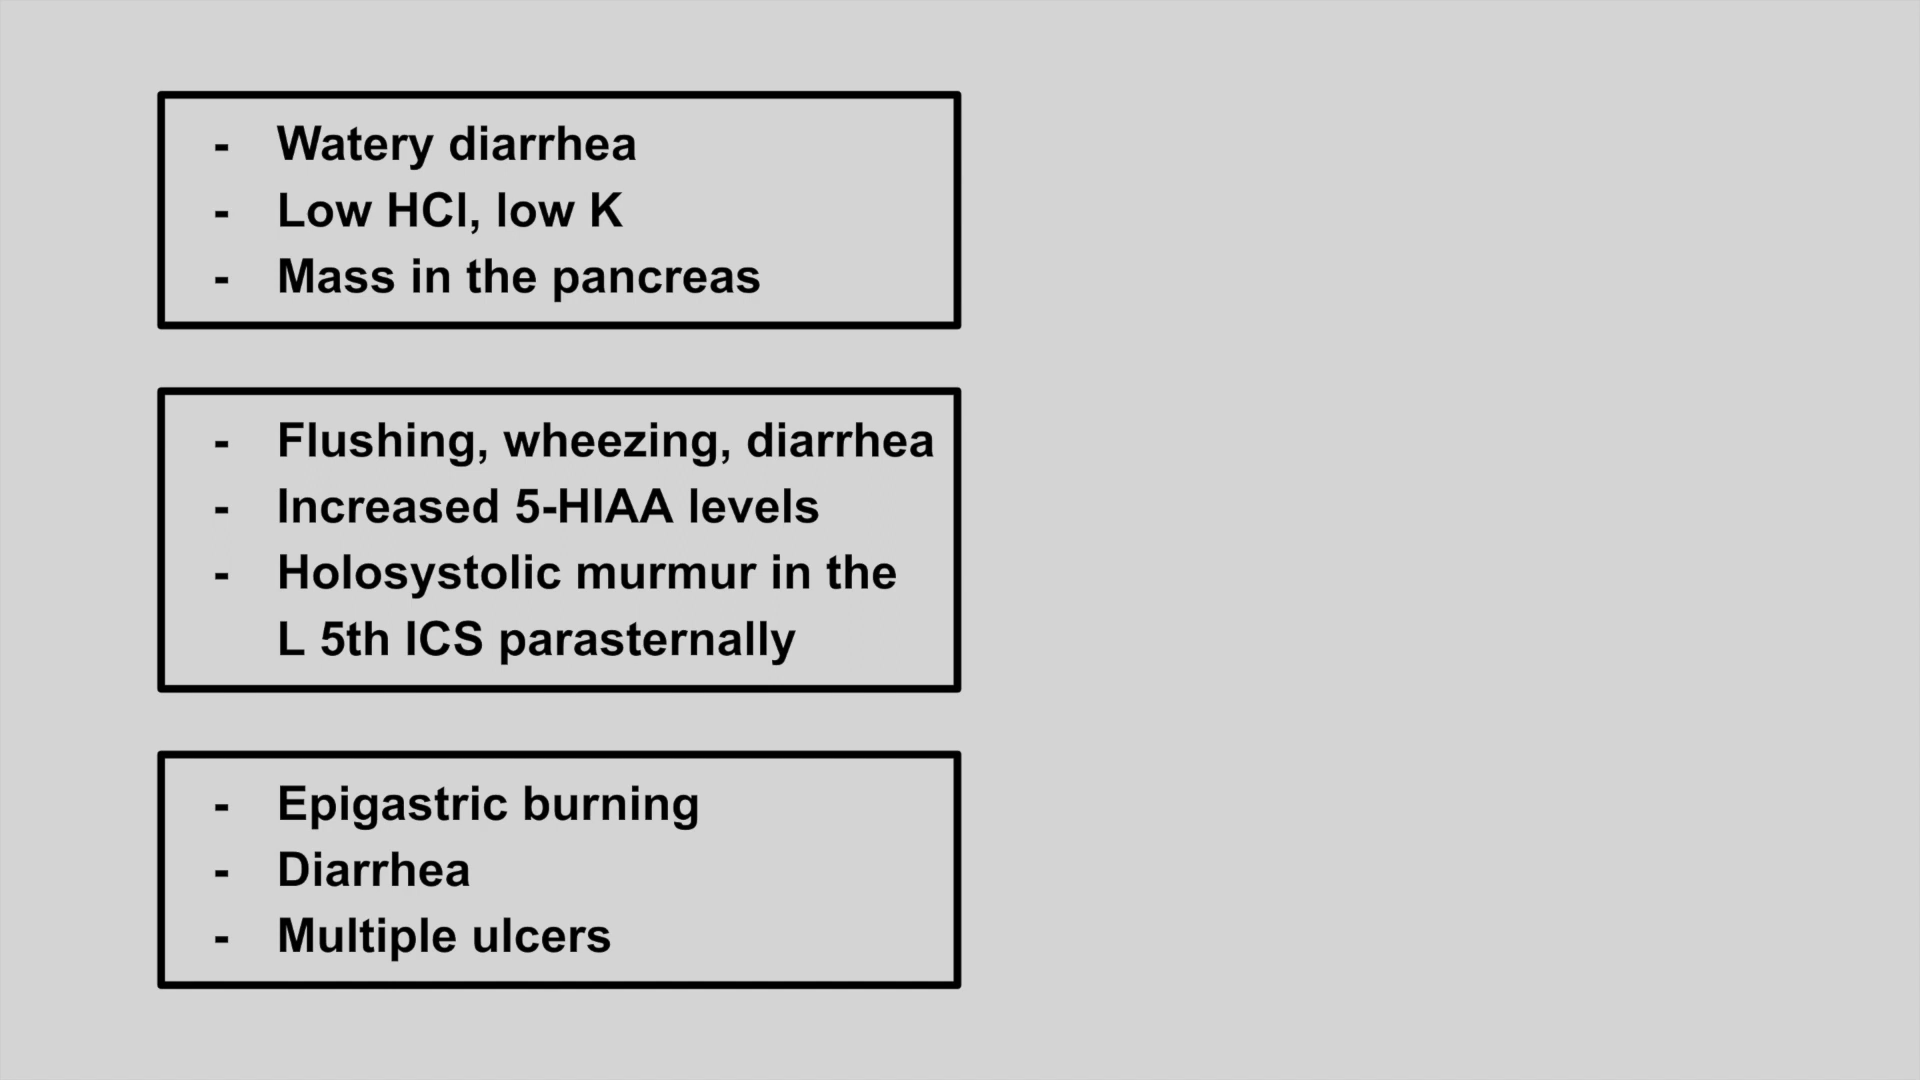 - Watery diarrhea
- Low HCl, low K
- Mass in the pancreas
- Flushing, wheezing, diarrhea
- Increased 5-HIAA levels
- Holosystolic murmur in the
L 5th ICS parasternally
- Epigastric burning
- Diarrhea
- Multiple ulcers